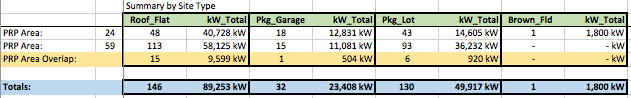 Summary by Site Type
Roof_Flat kW_Total Pkg_Garage kW_Total Pkg_Lot kW_Total Brown_Fld kW_Total
PRP Area: 24 48 40,728 kW 18 12,831 kW 43 14,605 kW 1 1,800 kW
PRP Area: 59 113 58,125 kW 15 11,081 kW 93 36,232 kW - - kW
PRP Area Overlap: 15 9,599 kW 1 504 kW 6 920 kW - - kW
Totals: 146 89,253 kW 32 23,408 kW 130 49,917 kW 1 1,800 kW